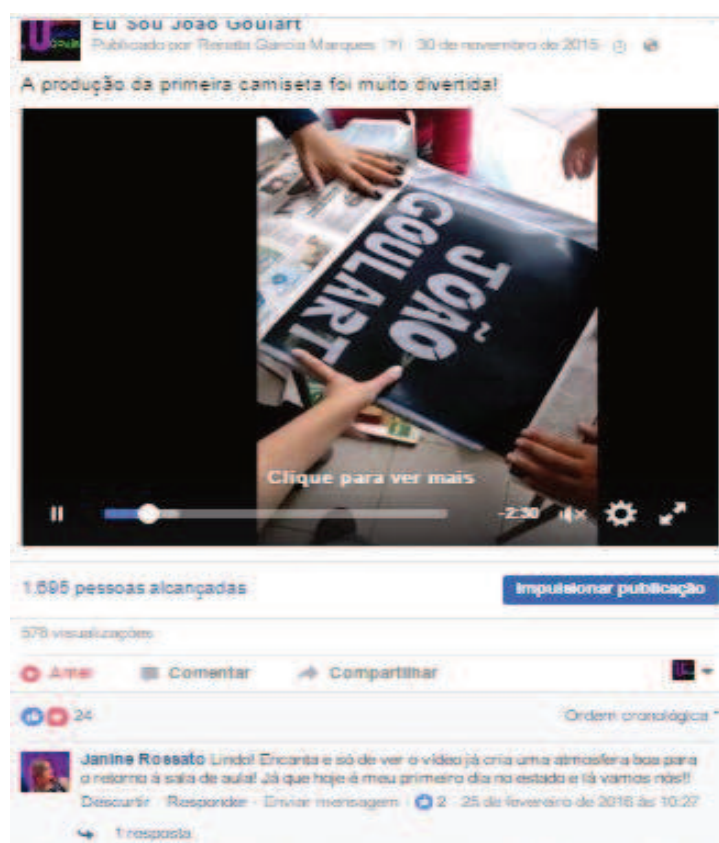 Eu Sou João Goulart
Publicado por Renata Garcia Marques [?] · 30 de novembro de 2015
A produção da primeira camiseta foi muito divertida!
JOÃO
GOULART
Clique para ver mais
-2:30
1.695 pessoas alcançadas
Impulsionar publicação
578 visualizações
Amei Comentar Compartilhar
24 Ordem cronológica
Janine Rossato Lindo! Encanta e só de ver o vídeo já cria uma atmosfera boa para
o retorno à sala de aula! Já que hoje é meu primeiro dia no estado e lá vamos nós!!
Descurtir · Responder · Enviar mensagem · 2 · 25 de fevereiro de 2016 às 10:27
1 resposta